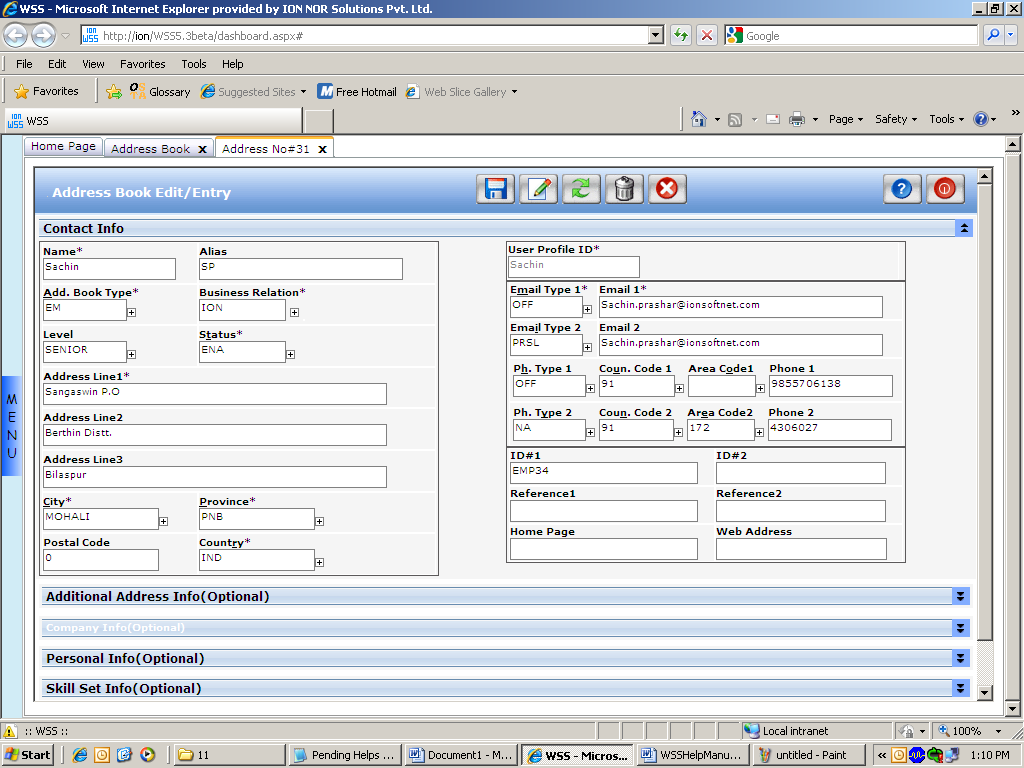 WSS - Microsoft Internet Explorer provided by ION NOR Solutions Pvt. Ltd.
ion WSS http://ion/WSS5.3beta/dashboard.aspx# Google
File Edit View Favorites Tools Help
Favorites Glossary Suggested Sites Free Hotmail Web Slice Gallery
ion WSS WSS Page Safety Tools »
Home Page Address Book X Address No#31 X
Address Book Edit/Entry
Contact Info
Name* Alias
Sachin SP
Add. Book Type* Business Relation*
EM ION
Level Status*
SENIOR ENA
Address Line1*
Sangaswin P.O
Address Line2
Berthin Distt.
Address Line3
Bilaspur
City* Province*
MOHALI PNB
Postal Code Country*
0 IND
User Profile ID*
Sachin
Email Type 1* Email 1*
OFF Sachin.prashar@ionsoftnet.com
Email Type 2 Email 2
PRSL Sachin.prashar@ionsoftnet.com
Ph. Type 1 Coun. Code 1 Area Code1 Phone 1
OFF 91 9855706138
Ph. Type 2 Coun. Code 2 Area Code2 Phone 2
NA 91 172 4306027
ID#1 ID#2
EMP34
Reference1 Reference2
Home Page Web Address
Additional Address Info(Optional)
Company Info(Optional)
Personal Info(Optional)
Skill Set Info(Optional)
MENU
:: WSS :: Local intranet 100%
Start 11 Pending Helps ... Document1 - M... WSS - Micros... WSSHelpManu... untitled - Paint « 1:10 PM